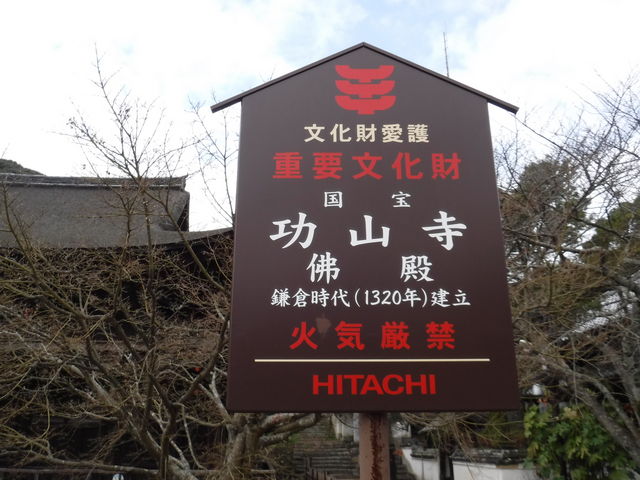 文化財愛護
重要文化財
国 宝
功山寺
佛 殿
鎌倉時代(1320年)建立
火気厳禁
HITACHI